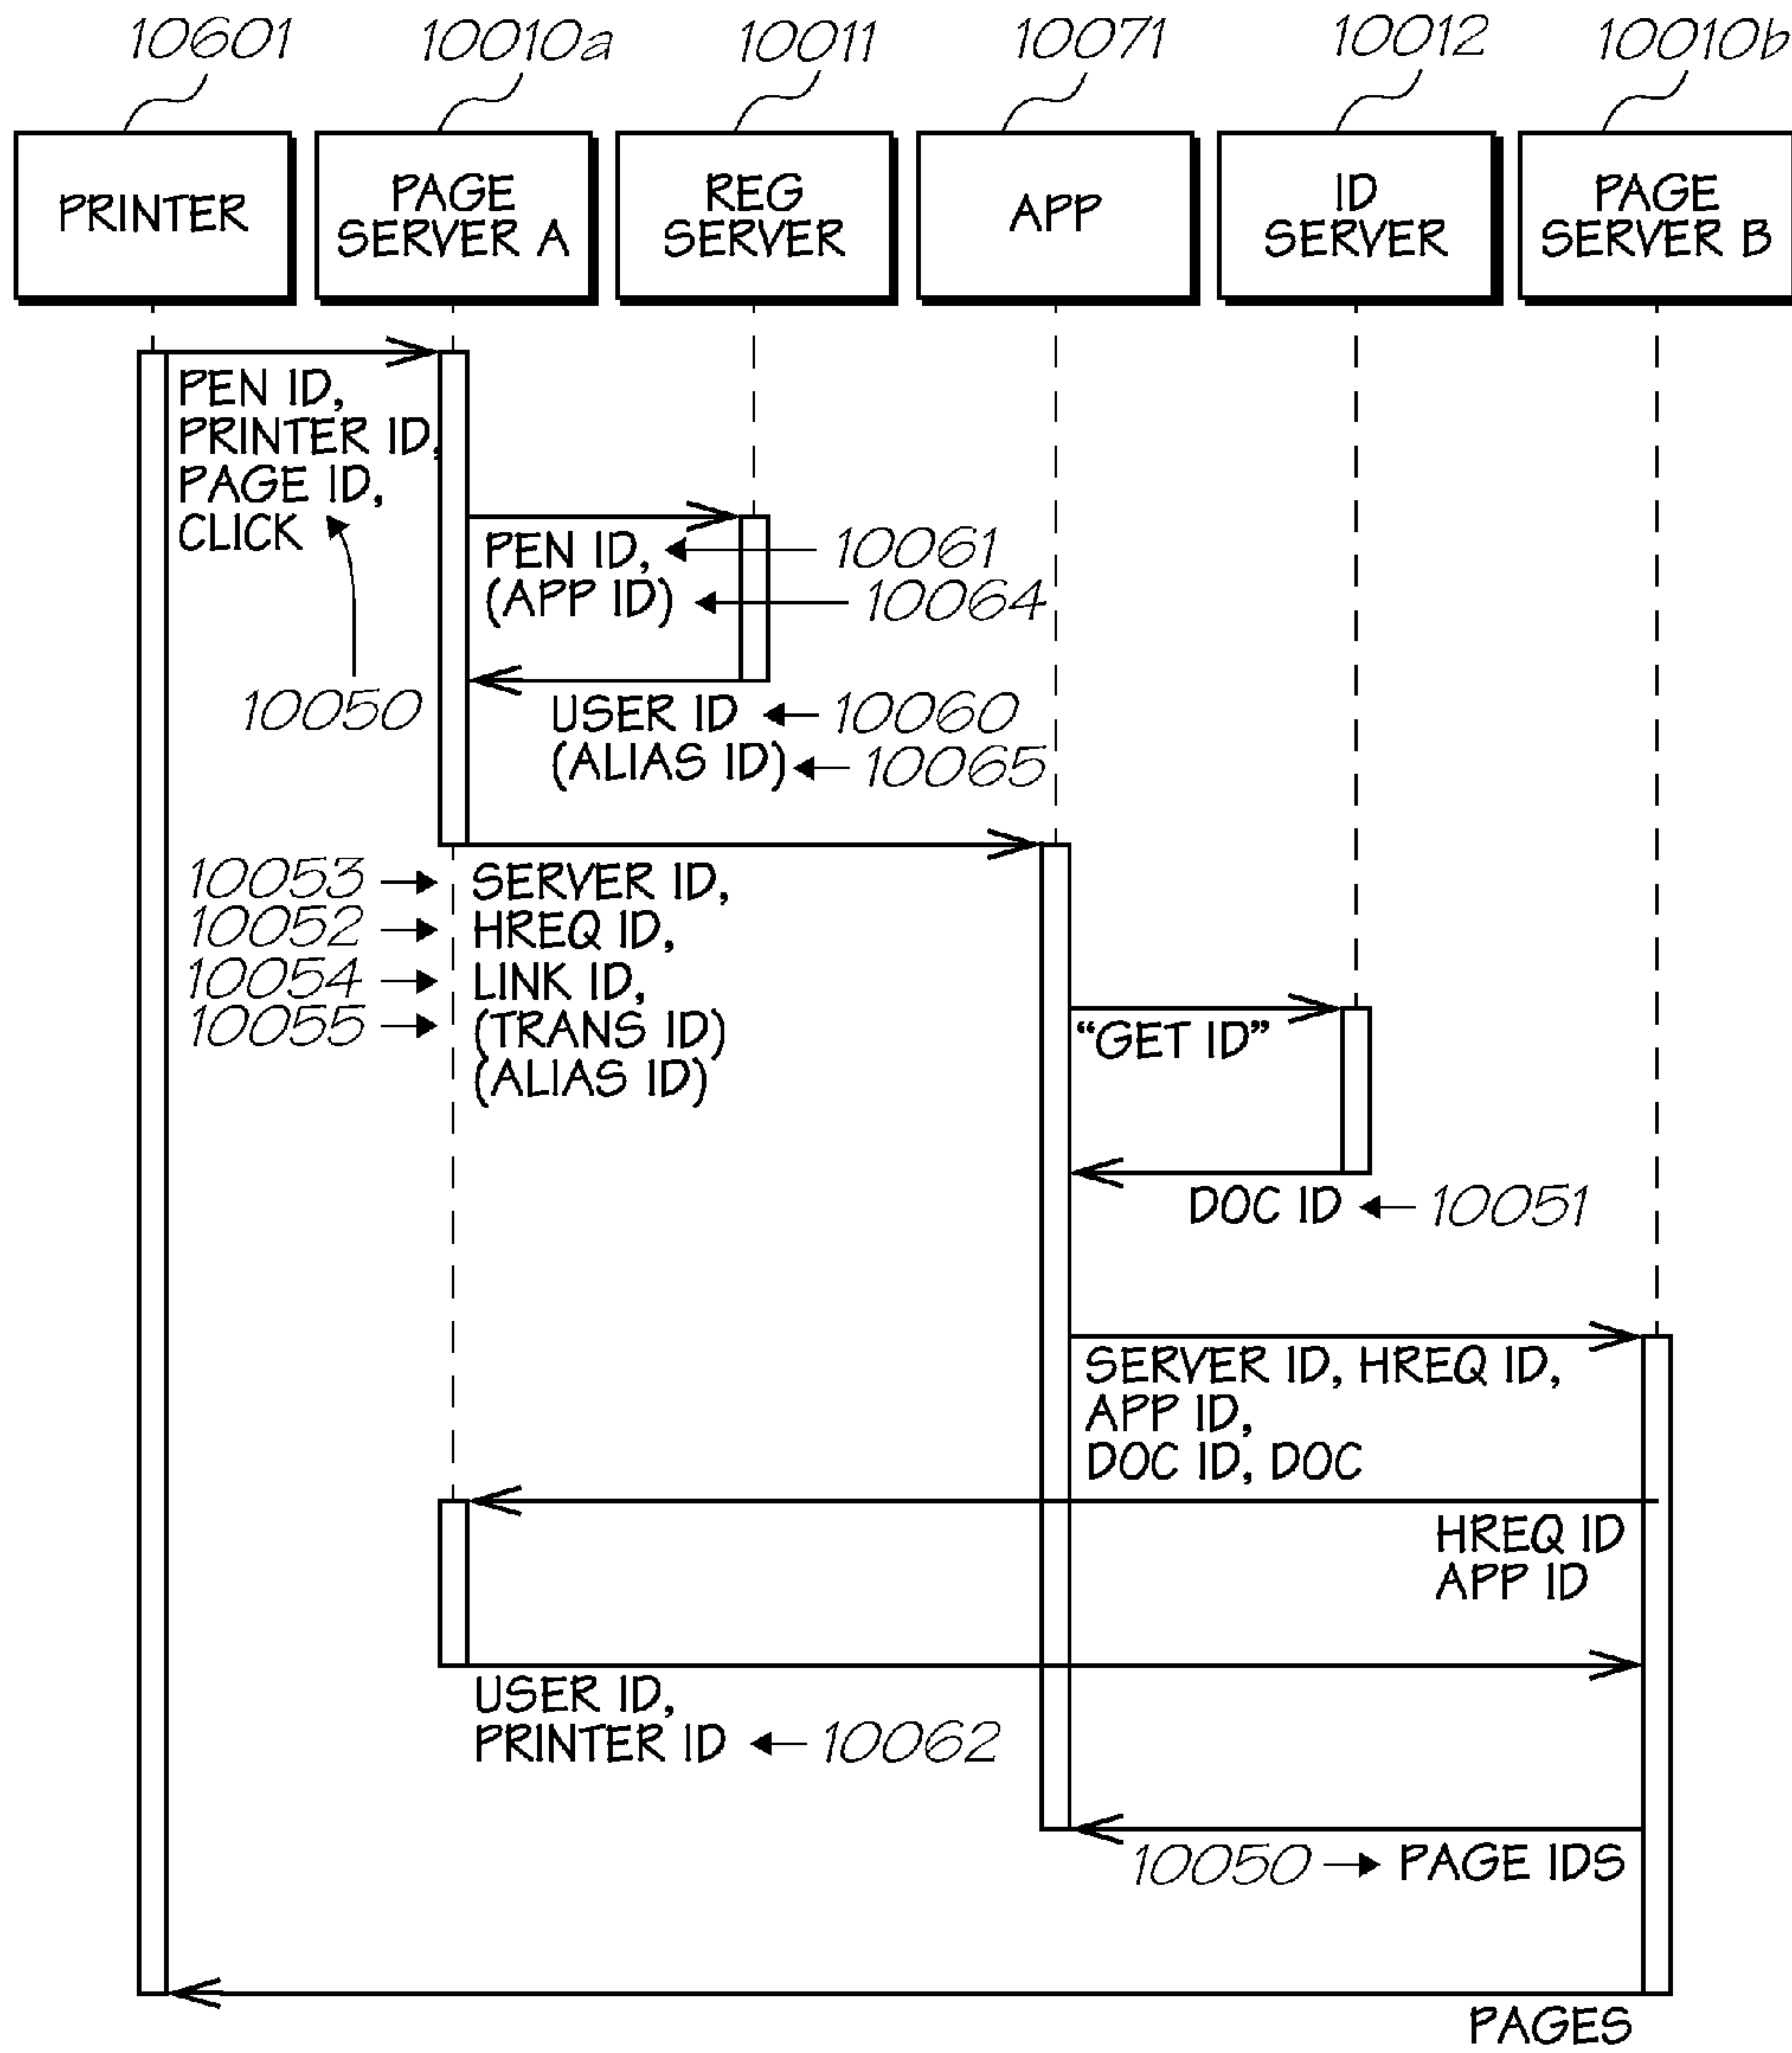 10601
10010a
10011
10071
10012
10010b
PRINTER
PAGE
SERVER A
REG
SERVER
APP
ID
SERVER
PAGE
SERVER B
PEN ID,
PRINTER ID,
PAGE ID,
CLICK
10050
PEN ID,
10061
(APP ID)
10064
USER ID
10060
(ALIAS ID)
10065
10053
SERVER ID,
10052
HREQ ID,
10054
LINK ID,
10055
(TRANS ID)
(ALIAS ID)
“GET ID”
DOC ID
10051
SERVER ID, HREQ ID,
APP ID,
DOC ID, DOC
HREQ ID
APP ID
USER ID,
PRINTER ID
10062
10050
PAGE IDS
PAGES